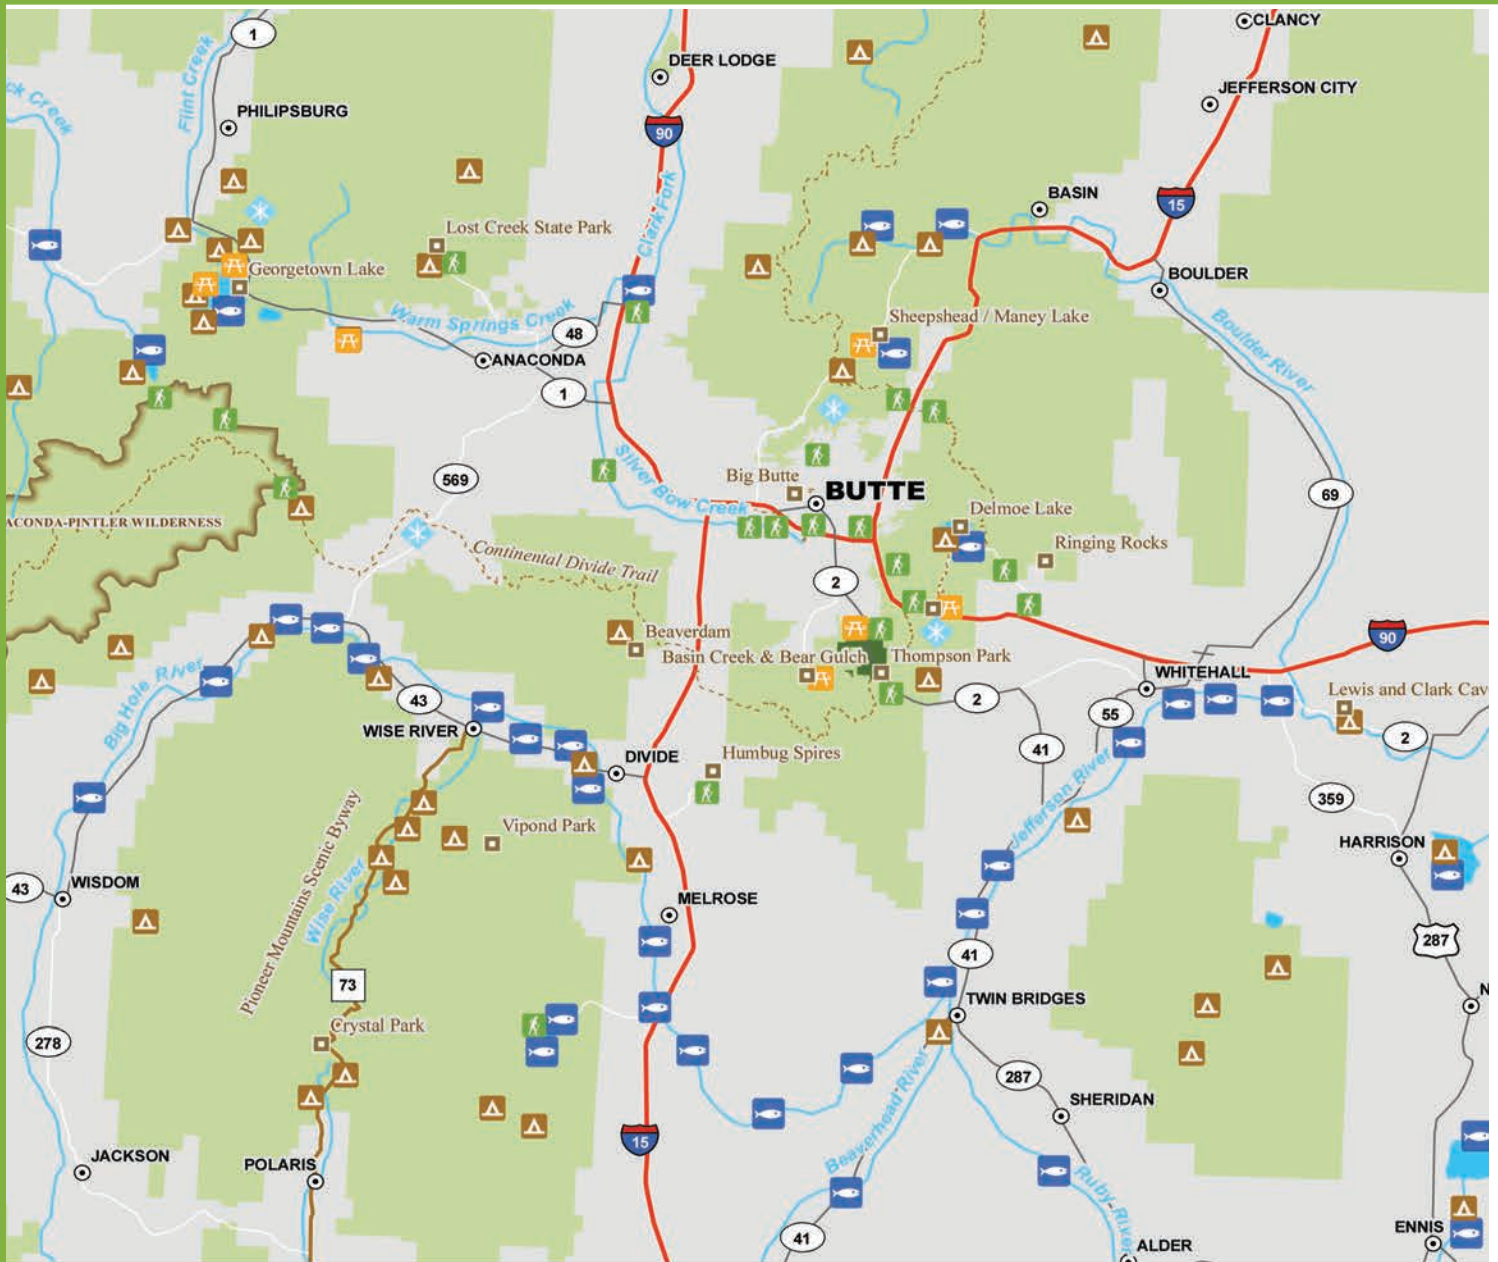 1
CLANCY
DEER LODGE
Flint Creek
JEFFERSON CITY
ck Creek
PHILIPSBURG
90
BASIN
15
Clark Fork
Lost Creek State Park
Georgetown Lake
BOULDER
Warm Springs Creek
48
Sheepshead / Maney Lake
Boulder River
ANACONDA
1
Silver Bow Creek
569
Big Butte
BUTTE
69
Delmoe Lake
ACONDA-PINTLER WILDERNESS
Ringing Rocks
Continental Divide Trail
2
Beaverdam
90
Basin Creek & Bear Gulch
Thompson Park
WHITEHALL
Big Hole River
43
2
55
Lewis and Clark Cav
WISE RIVER
41
2
DIVIDE
Humbug Spires
Jefferson River
359
Pioneer Mountains Scenic Byway
Vipond Park
HARRISON
43
WISDOM
Wise River
MELROSE
287
41
73
TWIN BRIDGES
N
Crystal Park
278
287
SHERIDAN
Beaverhead River
15
JACKSON
POLARIS
Ruby River
41
ALDER
ENNIS